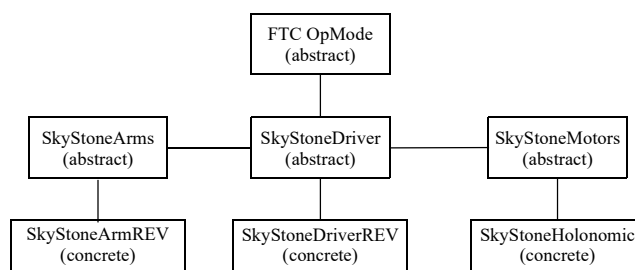 FTC OpMode
(abstract)
SkyStoneArms
(abstract)
SkyStoneDriver
(abstract)
SkyStoneMotors
(abstract)
SkyStoneArmREV
(concrete)
SkyStoneDriverREV
(concrete)
SkyStoneHolonomic
(concrete)